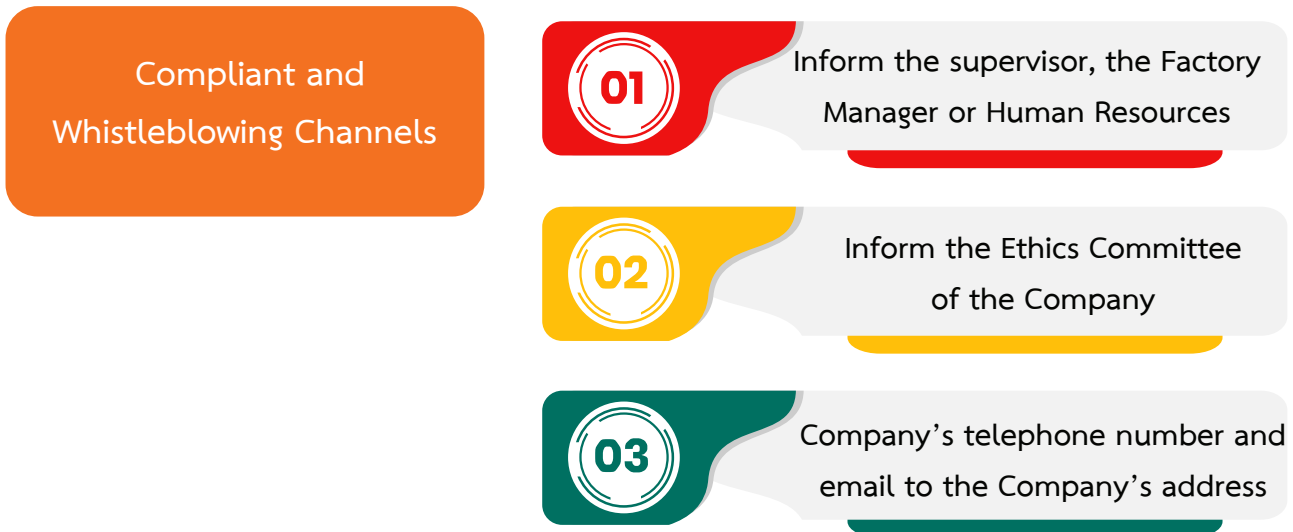 Compliant and
Whistleblowing Channels
01
Inform the supervisor, the Factory
Manager or Human Resources
02
Inform the Ethics Committee
of the Company
03
Company's telephone number and
email to the Company's address